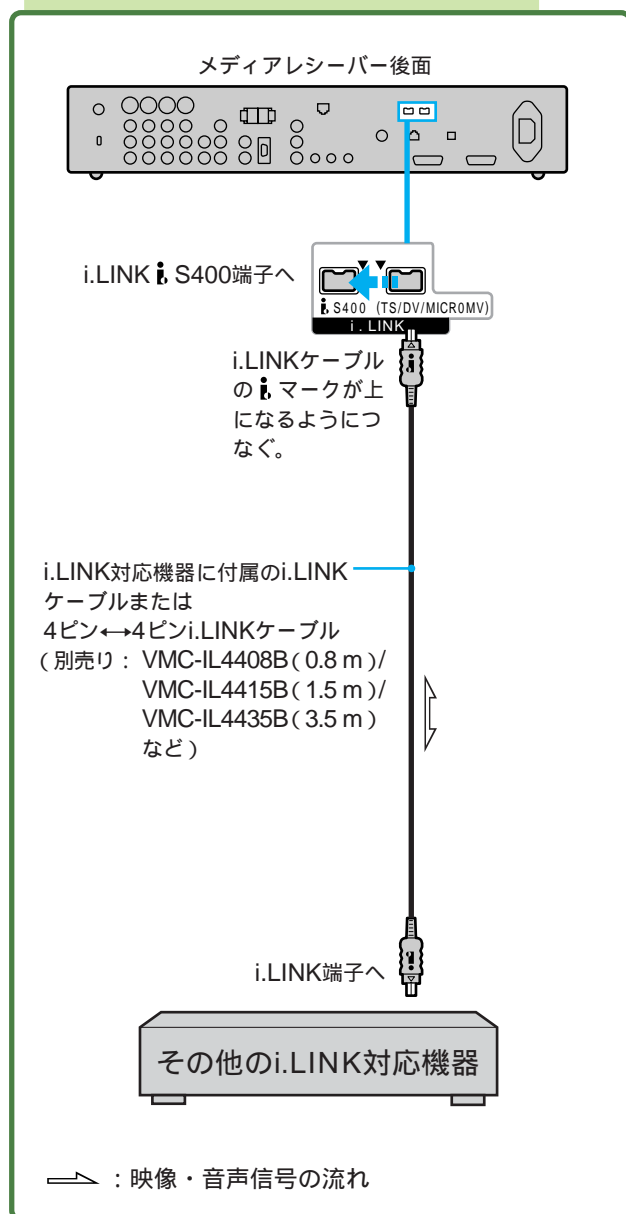 メディアレシーバー後面
i.LINK i S400端子へ
i S400 (TS/DV/MICROMV)
i.LINK
i.LINKケーブル
の i マークが上
になるようにつ
なぐ。
i.LINK対応機器に付属のi.LINK
ケーブルまたは
4ピン←→4ピンi.LINKケーブル
(別売り: VMC-IL4408B(0.8 m)/
VMC-IL4415B(1.5 m)/
VMC-IL4435B(3.5 m)
など)
i.LINK端子へ
その他のi.LINK対応機器
:映像・音声信号の流れ